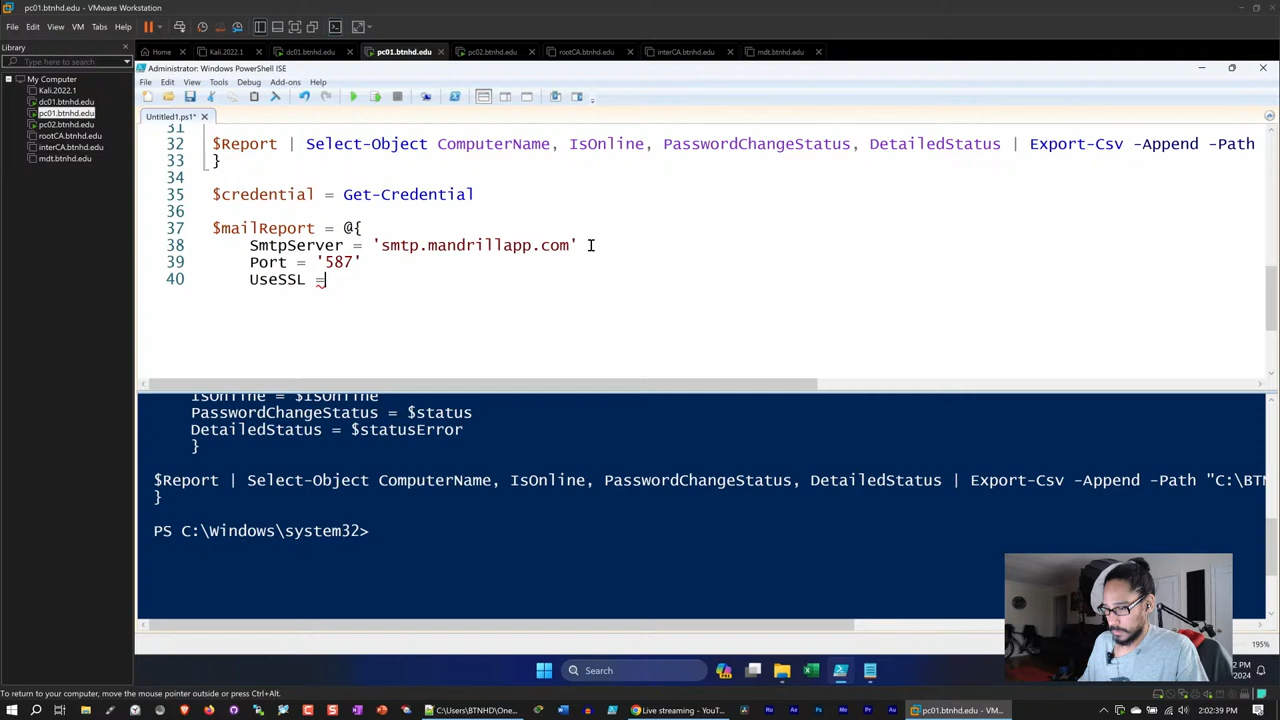 pc01.btnhd.edu - VMware Workstation
File Edit View VM Tabs Help
Library
Type here to search
My Computer
Kali.2022.1
dc01.btnhd.edu
pc01.btnhd.edu
pc02.btnhd.edu
rootCA.btnhd.edu
interCA.btnhd.edu
mdt.btnhd.edu
Home Kali.2022.1 dc01.btnhd.edu pc01.btnhd.edu pc02.btnhd.edu rootCA.btnhd.edu interCA.btnhd.edu mdt.btnhd.edu
Administrator: Windows PowerShell ISE
File Edit View Tools Debug Add-ons Help
Untitled1.ps1*
31
32 $Report | Select-Object ComputerName, IsOnline, PasswordChangeStatus, DetailedStatus | Export-Csv -Append -Path
33 }
34
35 $credential = Get-Credential
36
37 $mailReport = @{
38 SmtpServer = 'smtp.mandrillapp.com'
39 Port = '587'
40 UseSSL =
IsOnline = $IsOnline
PasswordChangeStatus = $status
DetailedStatus = $statusError
}
$Report | Select-Object ComputerName, IsOnline, PasswordChangeStatus, DetailedStatus | Export-Csv -Append -Path "C:\BTN
}
PS C:\Windows\system32>
195%
Search
To return to your computer, move the mouse pointer outside or press Ctrl+Alt.
C:\Users\BTNHD\One...
Live streaming - YouT...
pc01.btnhd.edu - VM...
2:02:39 PM